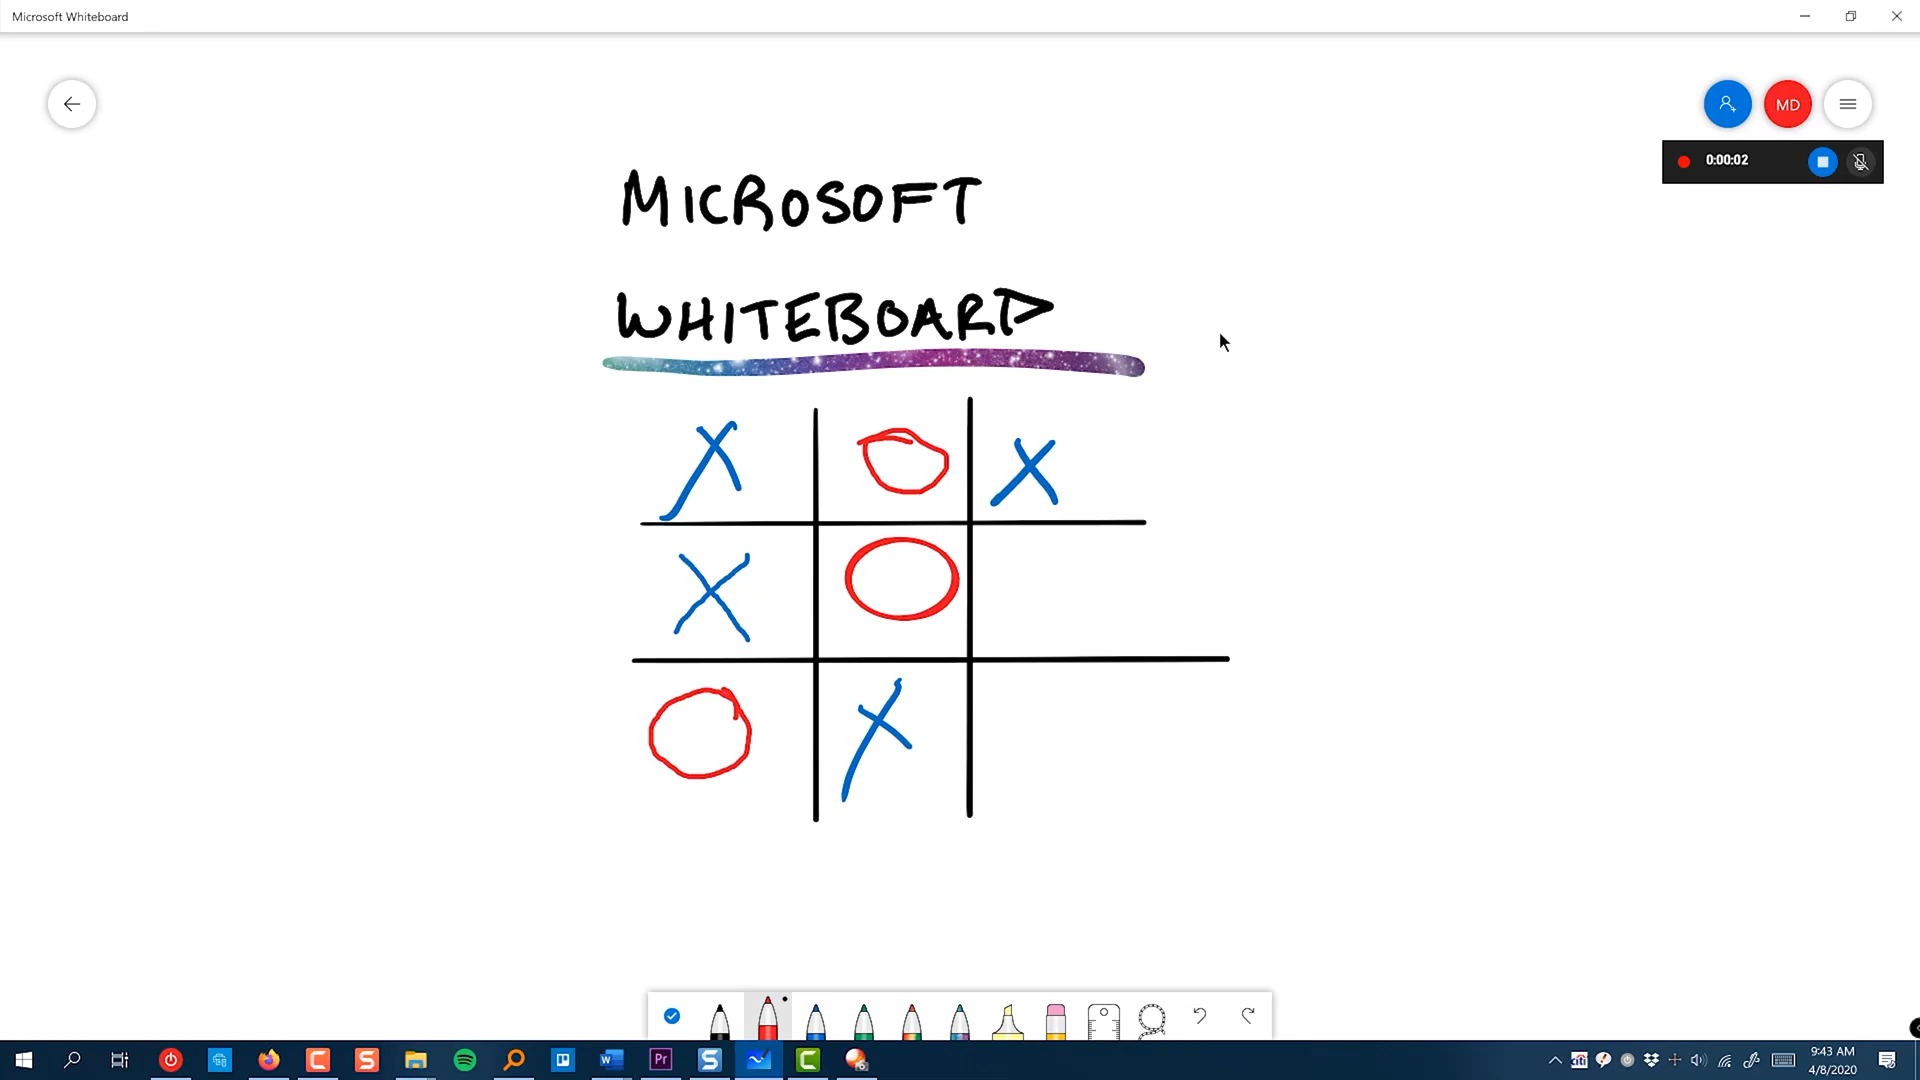 Microsoft Whiteboard
MD
0:00:02
MICROSOFT
WHITEBOARD
X O X
X O
O X
9:43 AM
4/8/2020